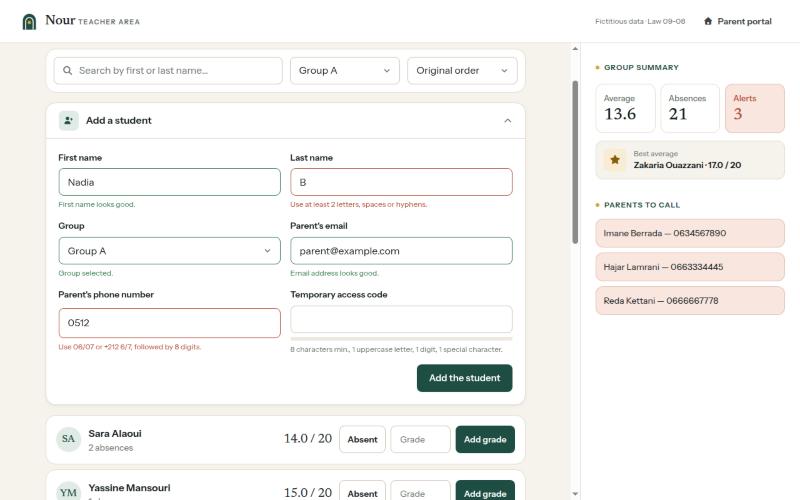 Nour TEACHER AREA
Fictitious data · Law 09-08
Parent portal
Search by first or last name...
Group A
Original order
Add a student
First name
Last name
Nadia
B
First name looks good.
Use at least 2 letters, spaces or hyphens.
Group
Parent's email
Group A
parent@example.com
Group selected.
Email address looks good.
Parent's phone number
Temporary access code
0512
Use 06/07 or +212 6/7, followed by 8 digits.
8 characters min., 1 uppercase letter, 1 digit, 1 special character.
Add the student
SA
Sara Alaoui
2 absences
14.0 / 20
Absent
Grade
Add grade
YM
Yassine Mansouri
15.0 / 20
Absent
Grade
Add grade
GROUP SUMMARY
Average
13.6
Absences
21
Alerts
3
Best average
Zakaria Ouazzani · 17.0 / 20
PARENTS TO CALL
Imane Berrada — 0634567890
Hajar Lamrani — 0663334445
Reda Kettani — 0666667778